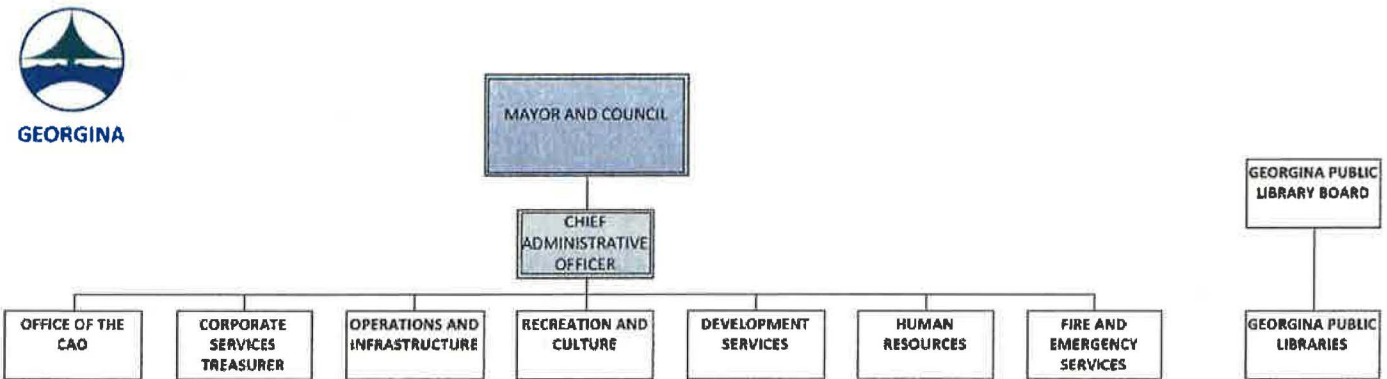 GEORGINA
MAYOR AND COUNCIL
GEORGINA PUBLIC
LIBRARY BOARD
CHIEF
ADMINISTRATIVE
OFFICER
OFFICE OF THE
CAO
CORPORATE
SERVICES
TREASURER
OPERATIONS AND
INFRASTRUCTURE
RECREATION AND
CULTURE
DEVELOPMENT
SERVICES
HUMAN
RESOURCES
FIRE AND
EMERGENCY
SERVICES
GEORGINA PUBLIC
LIBRARIES